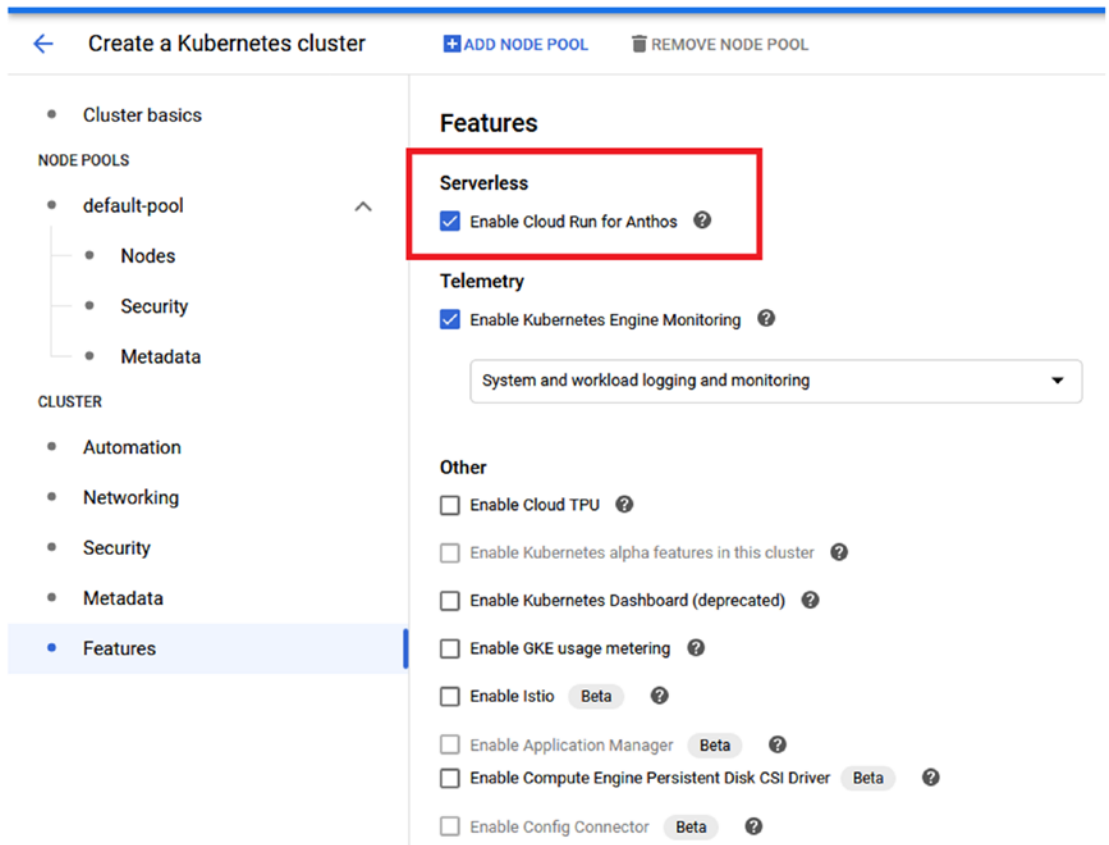 Create a Kubernetes cluster
ADD NODE POOL
REMOVE NODE POOL
Cluster basics
NODE POOLS
default-pool
Nodes
Security
Metadata
CLUSTER
Automation
Networking
Security
Metadata
Features
Features
Serverless
Enable Cloud Run for Anthos
Telemetry
Enable Kubernetes Engine Monitoring
System and workload logging and monitoring
Other
Enable Cloud TPU
Enable Kubernetes alpha features in this cluster
Enable Kubernetes Dashboard (deprecated)
Enable GKE usage metering
Enable Istio Beta
Enable Application Manager Beta
Enable Compute Engine Persistent Disk CSI Driver Beta
Enable Config Connector Beta